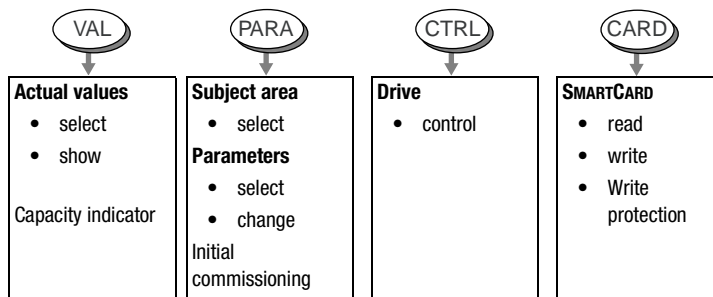 VAL
PARA
CTRL
CARD
Actual values
• select
• show
Capacity indicator
Subject area
• select
Parameters
• select
• change
Initial
commissioning
Drive
• control
SMARTCARD
• read
• write
• Write
protection